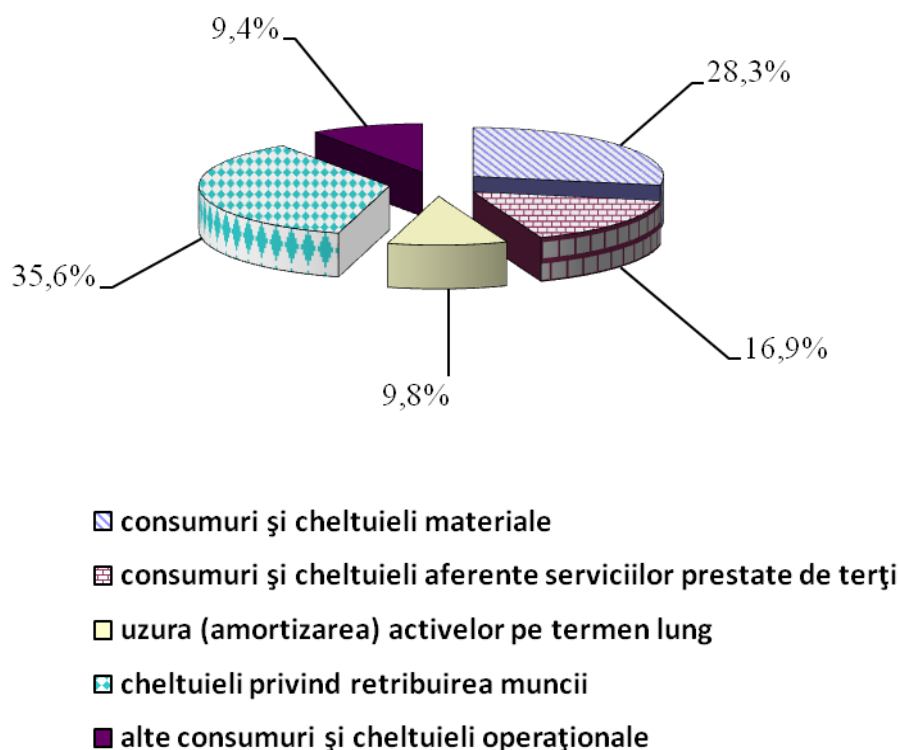 9,4%
28,3%
35,6%
16,9%
9,8%
consumuri şi cheltuieli materiale
consumuri şi cheltuieli aferente serviciilor prestate de terţi
uzura (amortizarea) activelor pe termen lung
cheltuieli privind retribuirea muncii
alte consumuri şi cheltuieli operaţionale